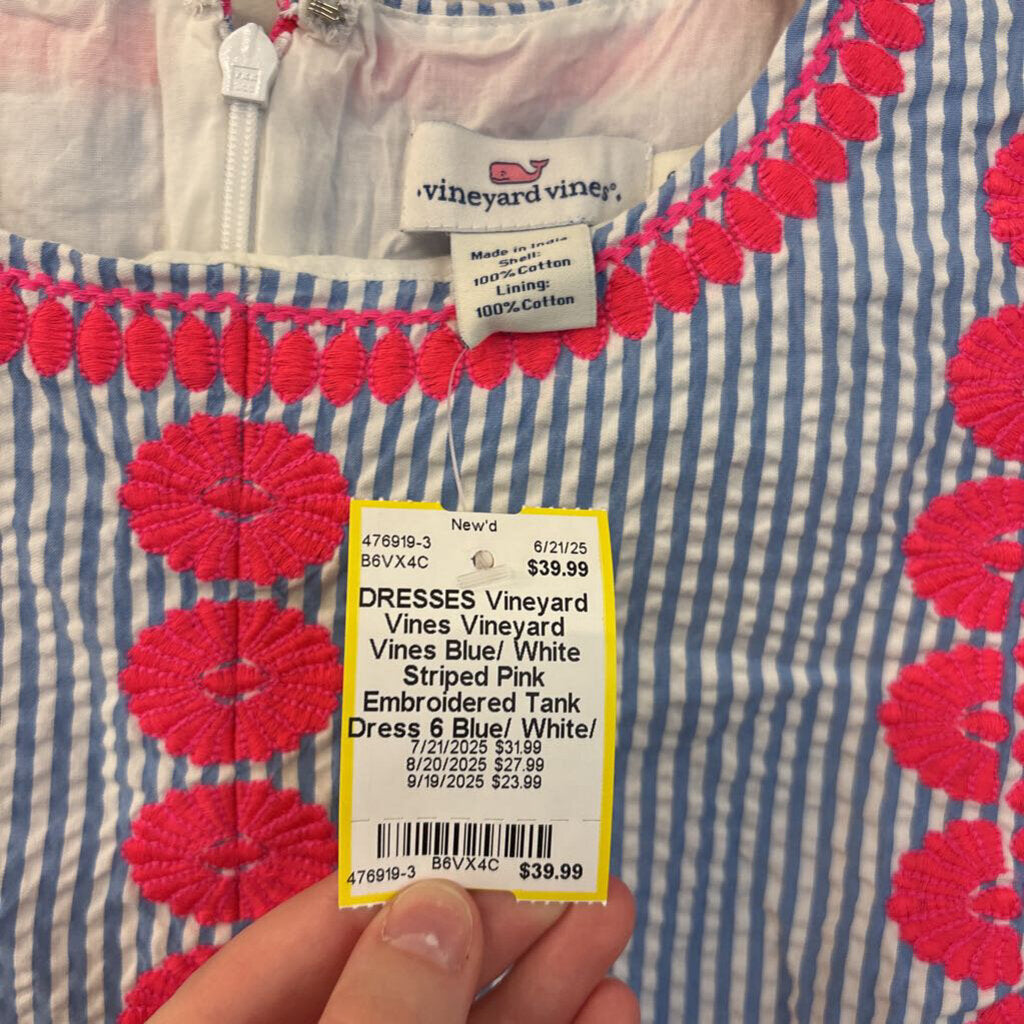 vineyard vines®
Made in India
Shell:
100% Cotton
Lining:
100% Cotton
New'd
476919-3 6/21/25
B6VX4C $39.99
DRESSES Vineyard
Vines Vineyard
Vines Blue/ White
Striped Pink
Embroidered Tank
Dress 6 Blue/ White/
7/21/2025 $31.99
8/20/2025 $27.99
9/19/2025 $23.99
476919-3 B6VX4C $39.99